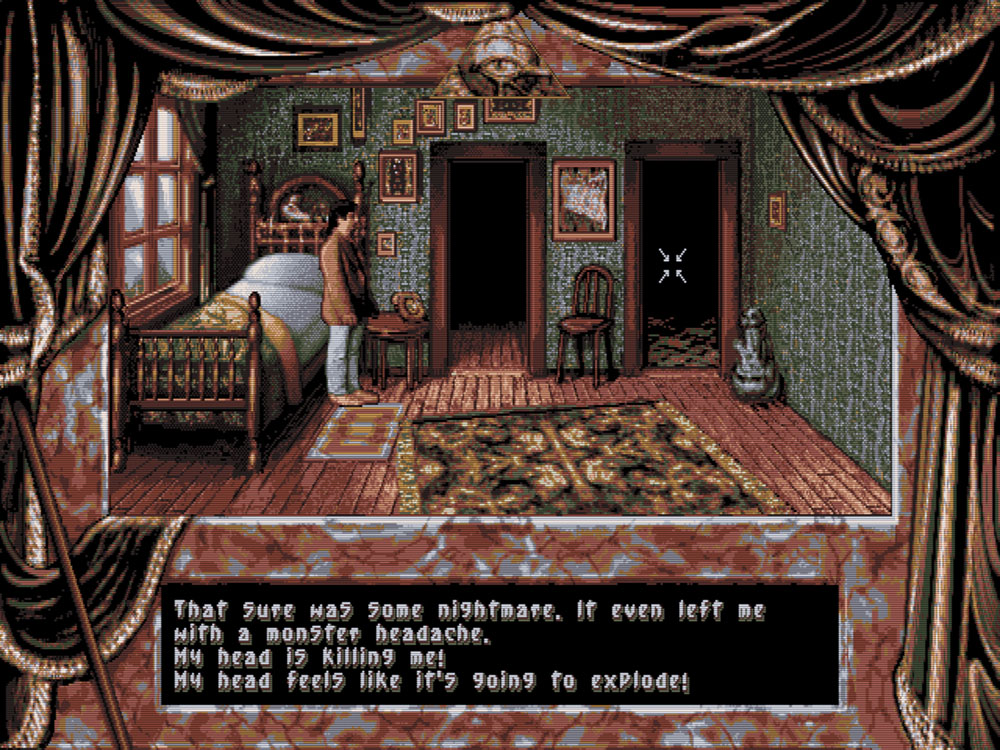 That sure was some nightmare. It even left me
with a monster headache.
My head is killing me!
My head feels like it's going to explode!